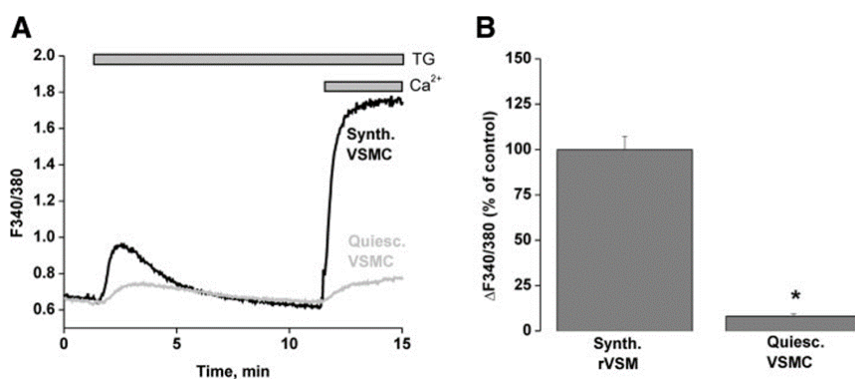 A
2.0
1.8
1.6
1.4
1.2
1.0
0.8
0.6
F340/380
0
5
10
15
Time, min
TG
Ca²⁺
Synth.
VSMC
Quiesc.
VSMC
B
150
125
100
75
50
25
0
ΔF340/380 (% of control)
*
Synth.
rVSM
Quiesc.
VSMC